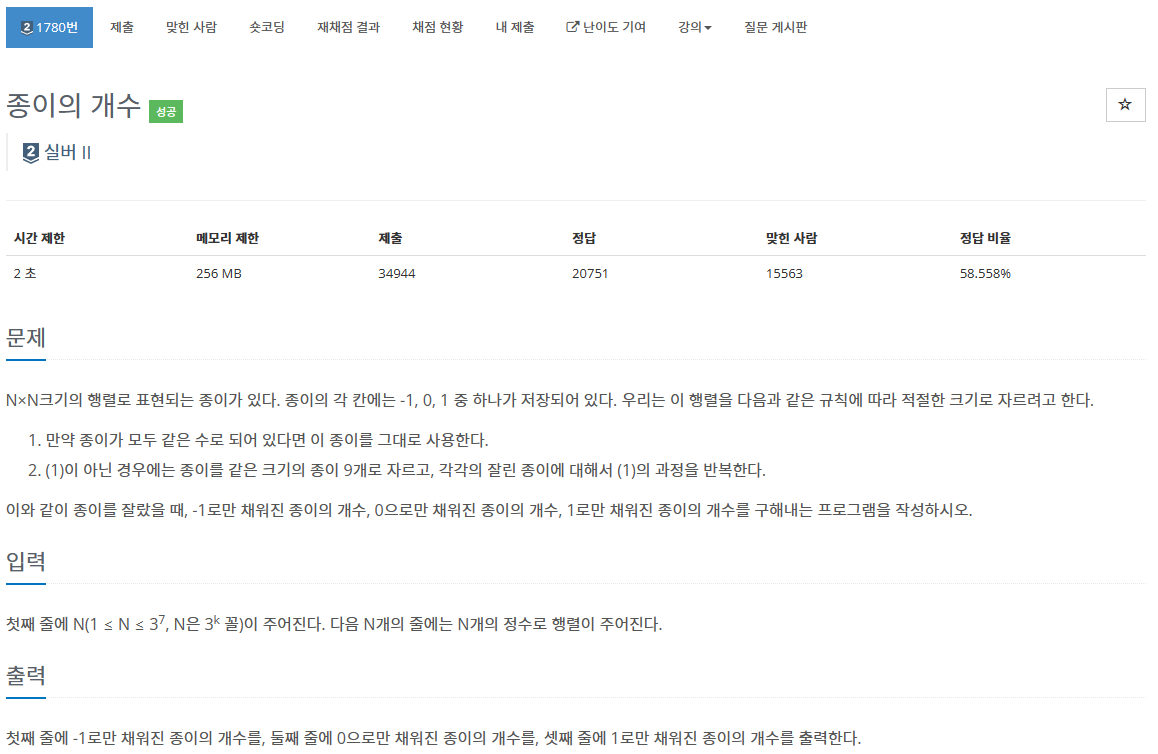 2 1780번 제출 맞힌 사람 숏코딩 재채점 결과 채점 현황 내 제출 난이도 기여 강의 질문 게시판
종이의 개수 성공
2 실버 II
시간 제한 메모리 제한 제출 정답 맞힌 사람 정답 비율
2 초 256 MB 34944 20751 15563 58.558%
문제
N×N크기의 행렬로 표현되는 종이가 있다. 종이의 각 칸에는 -1, 0, 1 중 하나가 저장되어 있다. 우리는 이 행렬을 다음과 같은 규칙에 따라 적절한 크기로 자르려고 한다.
1. 만약 종이가 모두 같은 수로 되어 있다면 이 종이를 그대로 사용한다.
2. (1)이 아닌 경우에는 종이를 같은 크기의 종이 9개로 자르고, 각각의 잘린 종이에 대해서 (1)의 과정을 반복한다.
이와 같이 종이를 잘랐을 때, -1로만 채워진 종이의 개수, 0으로만 채워진 종이의 개수, 1로만 채워진 종이의 개수를 구해내는 프로그램을 작성하시오.
입력
첫째 줄에 N(1 ≤ N ≤ 3⁷, N은 3ᵏ 꼴)이 주어진다. 다음 N개의 줄에는 N개의 정수로 행렬이 주어진다.
출력
첫째 줄에 -1로만 채워진 종이의 개수를, 둘째 줄에 0으로만 채워진 종이의 개수를, 셋째 줄에 1로만 채워진 종이의 개수를 출력한다.